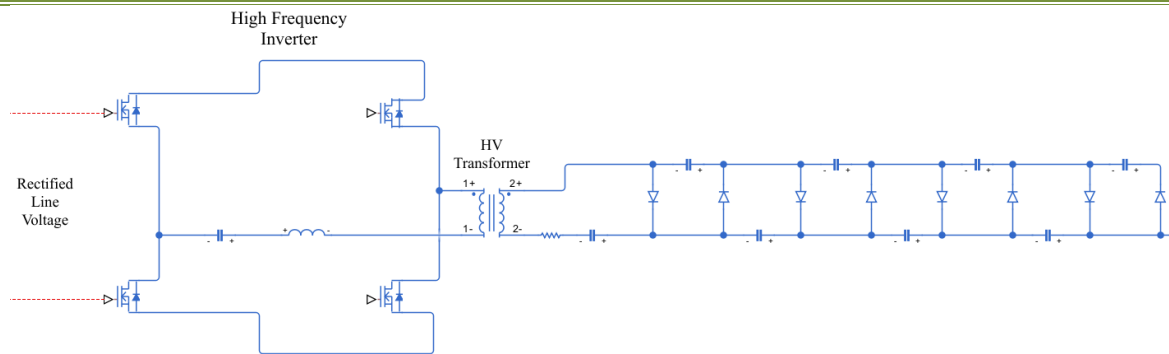 High Frequency
Inverter
HV
Transformer
1+ 2+
1- 2-
Rectified
Line
Voltage
- +
+ -
- +
- +
- +
- +
- +
- +
- +
- +
- +